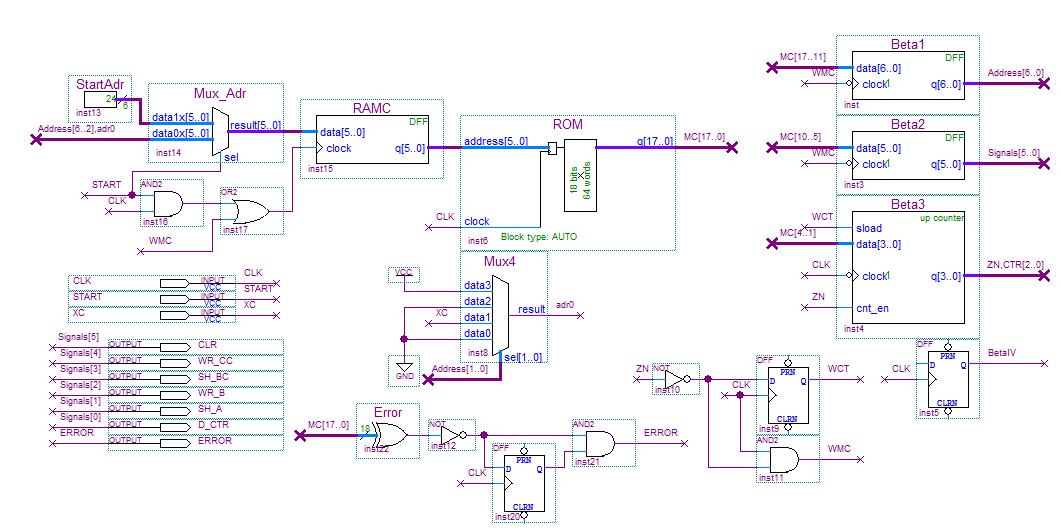 StartAdr
24
6
inst13
Address[6..2],adr0
Mux_Adr
data1x[5..0]
data0x[5..0]
result[5..0]
sel
inst14
RAMC
DFF
data[5..0]
clock
q[5..0]
inst15
ROM
address[5..0]
q[17..0]
18 bits
64 words
clock
CLK
inst6
Block type: AUTO
MC[17..0]
START
CLK
AND2
inst16
OR2
inst17
WMC
MC[17..11]
WMC
Beta1
DFF
data[6..0]
clock
q[6..0]
inst
Address[6..0]
MC[10..5]
WMC
Beta2
DFF
data[5..0]
clock
q[5..0]
inst3
Signals[5..0]
Beta3
up counter
WCT
sload
MC[4..1]
data[3..0]
CLK
clock
q[3..0]
ZN,CTR[2..0]
ZN
cnt_en
inst4
CLK INPUT VCC CLK
START INPUT VCC START
XC INPUT VCC XC
VCC
Mux4
data3
data2
XC
data1
data0
result
adr0
inst8
sel[1..0]
GND
Address[1..0]
Signals[5] OUTPUT CLR
Signals[4] OUTPUT WR_CC
Signals[3] OUTPUT SH_BC
Signals[2] OUTPUT WR_B
Signals[1] OUTPUT SH_A
Signals[0] OUTPUT D_CTR
ERROR OUTPUT ERROR
Error
MC[17..0]
18
inst22
NOT
inst12
CLK
DFF
PRN
D
Q
CLRN
inst20
AND2
inst21
ERROR
ZN
NOT
inst10
CLK
DFF
PRN
D
Q
CLRN
inst9
WCT
AND2
inst11
WMC
DFF
CLK
PRN
D
Q
CLRN
inst5
BetaIV